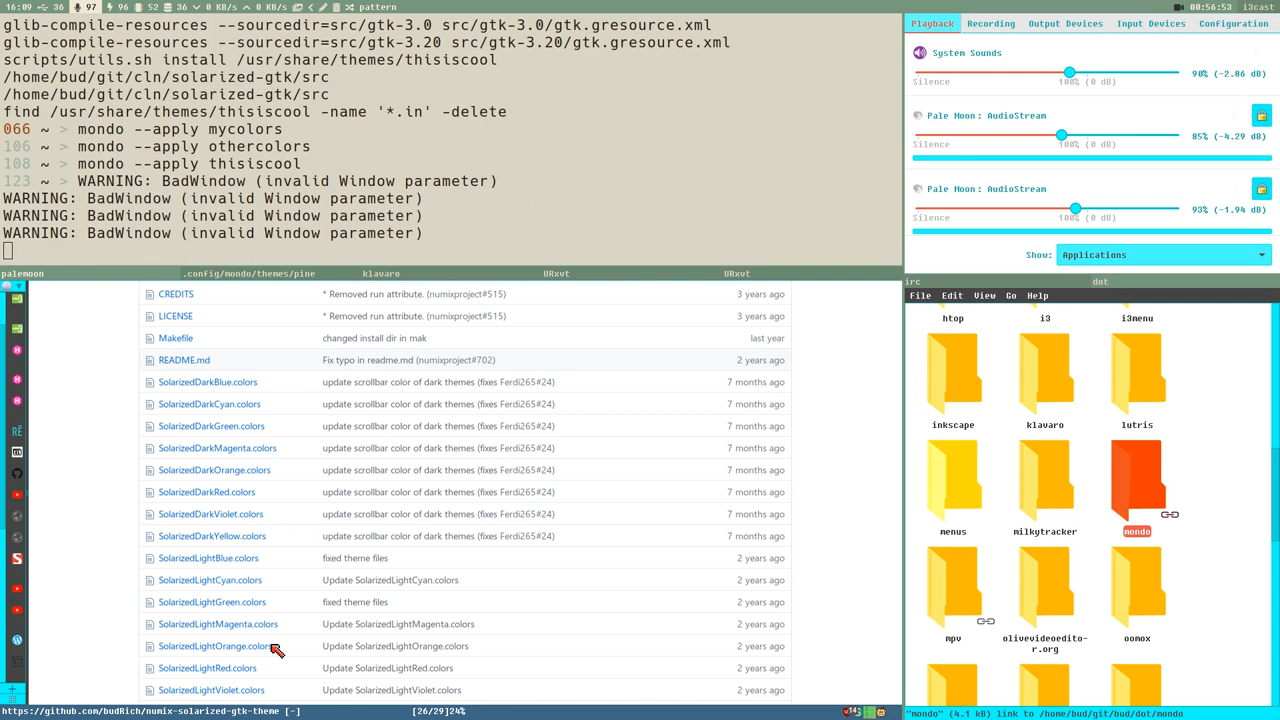 16:09 36 97 96 52 36 0 KB/s 0 KB/s pattern
00:56:53 i3cast
glib-compile-resources --sourcedir=src/gtk-3.0 src/gtk-3.0/gtk.gresource.xml
glib-compile-resources --sourcedir=src/gtk-3.20 src/gtk-3.20/gtk.gresource.xml
scripts/utils.sh install /usr/share/themes/thisiscool
/home/bud/git/cln/solarized-gtk/src
/home/bud/git/cln/solarized-gtk/src
find /usr/share/themes/thisiscool -name '*.in' -delete
066 ~ > mondo --apply mycolors
106 ~ > mondo --apply othercolors
108 ~ > mondo --apply thisiscool
123 ~ > WARNING: BadWindow (invalid Window parameter)
WARNING: BadWindow (invalid Window parameter)
WARNING: BadWindow (invalid Window parameter)
WARNING: BadWindow (invalid Window parameter)
Playback Recording Output Devices Input Devices Configuration
System Sounds
90% (-2.86 dB)
Silence 100% (0 dB)
Pale Moon: AudioStream
85% (-4.29 dB)
Silence 100% (0 dB)
Pale Moon: AudioStream
93% (-1.94 dB)
Silence 100% (0 dB)
Show: Applications
palemoon .config/mondo/themes/pine klavaro URxvt URxvt
CREDITS * Removed run attribute. (numixproject#515) 3 years ago
LICENSE * Removed run attribute. (numixproject#515) 3 years ago
Makefile changed install dir in mak last year
README.md Fix typo in readme.md (numixproject#702) 2 years ago
SolarizedDarkBlue.colors update scrollbar color of dark themes (fixes Ferdi265#24) 7 months ago
SolarizedDarkCyan.colors update scrollbar color of dark themes (fixes Ferdi265#24) 7 months ago
SolarizedDarkGreen.colors update scrollbar color of dark themes (fixes Ferdi265#24) 7 months ago
SolarizedDarkMagenta.colors update scrollbar color of dark themes (fixes Ferdi265#24) 7 months ago
SolarizedDarkOrange.colors update scrollbar color of dark themes (fixes Ferdi265#24) 7 months ago
SolarizedDarkRed.colors update scrollbar color of dark themes (fixes Ferdi265#24) 7 months ago
SolarizedDarkViolet.colors update scrollbar color of dark themes (fixes Ferdi265#24) 7 months ago
SolarizedDarkYellow.colors update scrollbar color of dark themes (fixes Ferdi265#24) 7 months ago
SolarizedLightBlue.colors fixed theme files 2 years ago
SolarizedLightCyan.colors Update SolarizedLightCyan.colors 2 years ago
SolarizedLightGreen.colors fixed theme files 2 years ago
SolarizedLightMagenta.colors Update SolarizedLightMagenta.colors 2 years ago
SolarizedLightOrange.colors Update SolarizedLightOrange.colors 2 years ago
SolarizedLightRed.colors Update SolarizedLightRed.colors 2 years ago
SolarizedLightViolet.colors Update SolarizedLightViolet.colors 2 years ago
https://github.com/budRich/numix-solarized-gtk-theme [-] [26/29]24%
irc dot
File Edit View Go Help
htop i3 i3menu
inkscape klavaro lutris
menus milkytracker mondo
mpv olivevideoedito- oomox
r.org
"mondo" (4.1 kB) link to /home/bud/git/bud/dot/mondo